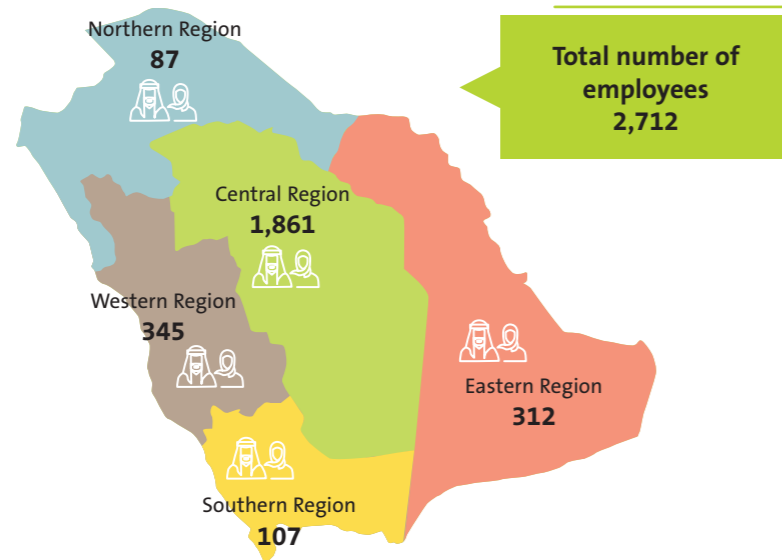 Northern Region
87
Total number of
employees
2,712
Central Region
1,861
Western Region
345
Eastern Region
312
Southern Region
107